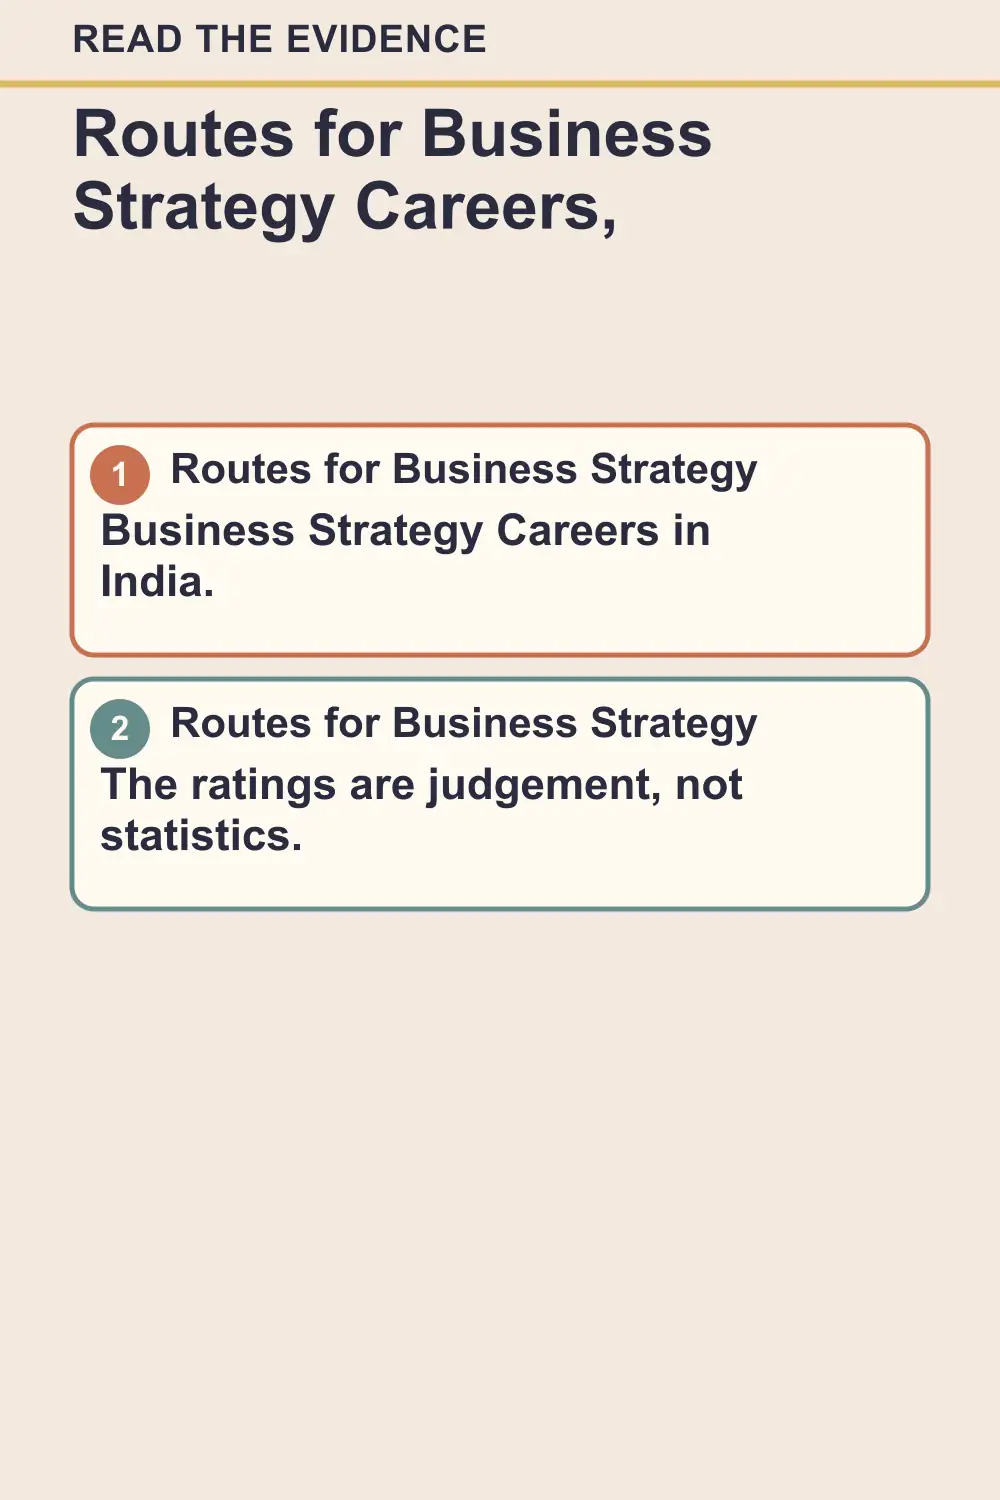 READ THE EVIDENCE
Routes for Business
Strategy Careers,
1 Routes for Business Strategy
Business Strategy Careers in
India.
2 Routes for Business Strategy
The ratings are judgement, not
statistics.